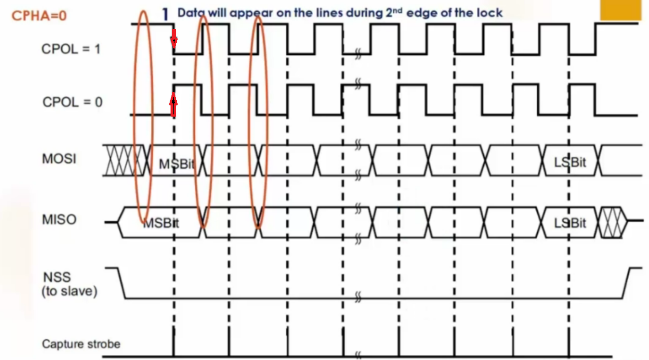 CPHA=0
1 Data will appear on the lines during 2nd edge of the lock
CPOL = 1
CPOL = 0
MOSI
MSBit
LSBit
MISO
MSBit
LSBit
NSS
(to slave)
Capture strobe